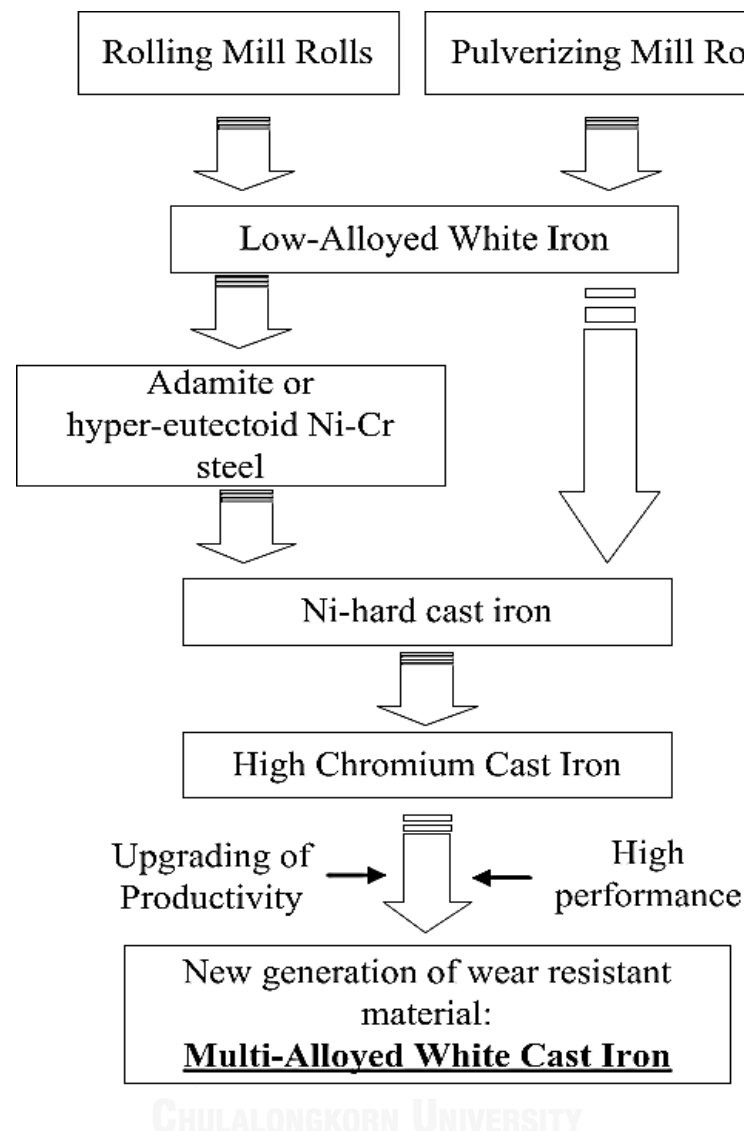 Rolling Mill Rolls
Pulverizing Mill Ro
Low-Alloyed White Iron
Adamite or
hyper-eutectoid Ni-Cr
steel
Ni-hard cast iron
High Chromium Cast Iron
Upgrading of
Productivity
High
performance
New generation of wear resistant
material:
Multi-Alloyed White Cast Iron
CHULALONGKORN UNIVERSITY